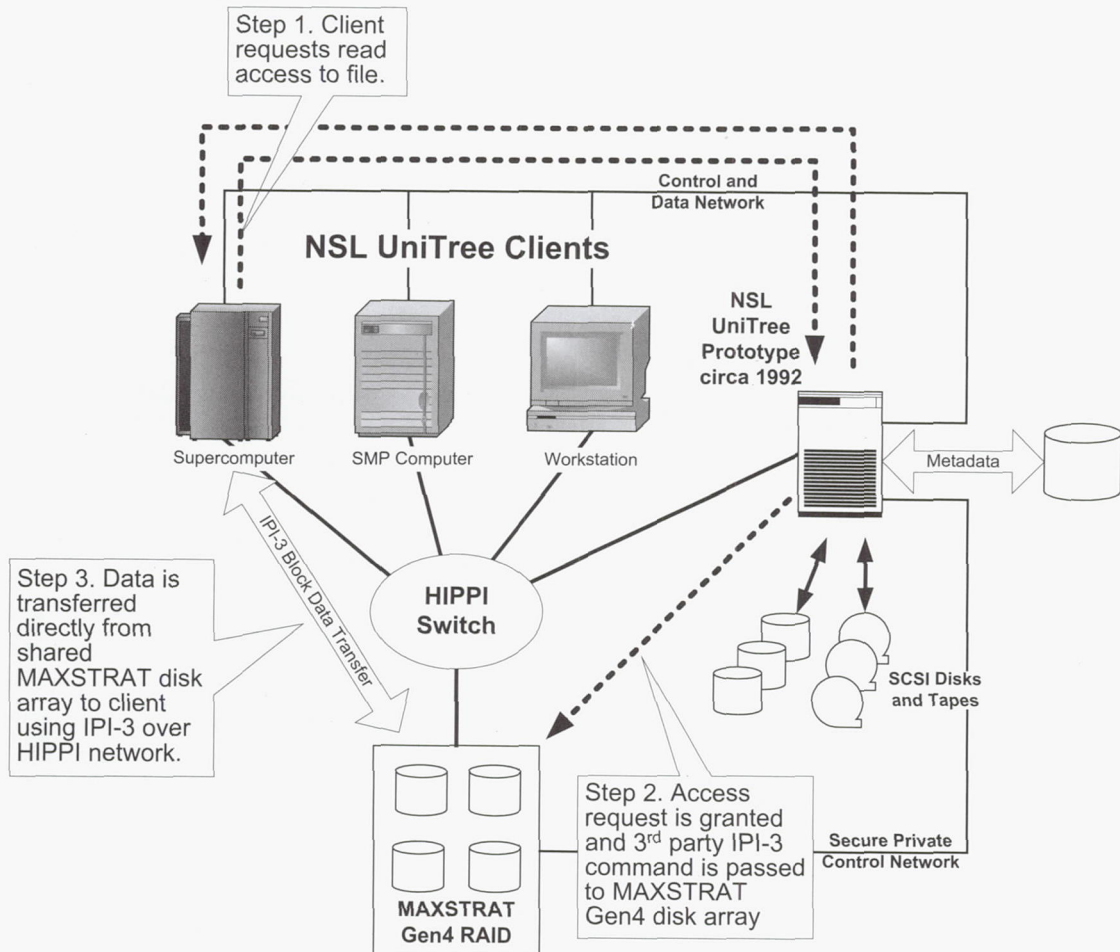 Step 1. Client
requests read
access to file.
Control and
Data Network
NSL UniTree Clients
NSL
UniTree
Prototype
circa 1992
Supercomputer
SMP Computer
Workstation
Metadata
IPI-3 Block Data Transfer
HIPPI
Switch
Step 3. Data is
transferred
directly from
shared
MAXSTRAT disk
array to client
using IPI-3 over
HIPPI network.
SCSI Disks
and Tapes
Step 2. Access
request is granted
and 3rd party IPI-3
command is passed
to MAXSTRAT
Gen4 disk array
Secure Private
Control Network
MAXSTRAT
Gen4 RAID